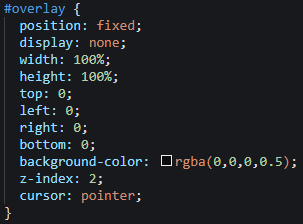 #overlay {
  position: fixed;
  display: none;
  width: 100%;
  height: 100%;
  top: 0;
  left: 0;
  right: 0;
  bottom: 0;
  background-color: rgba(0,0,0,0.5);
  z-index: 2;
  cursor: pointer;
}